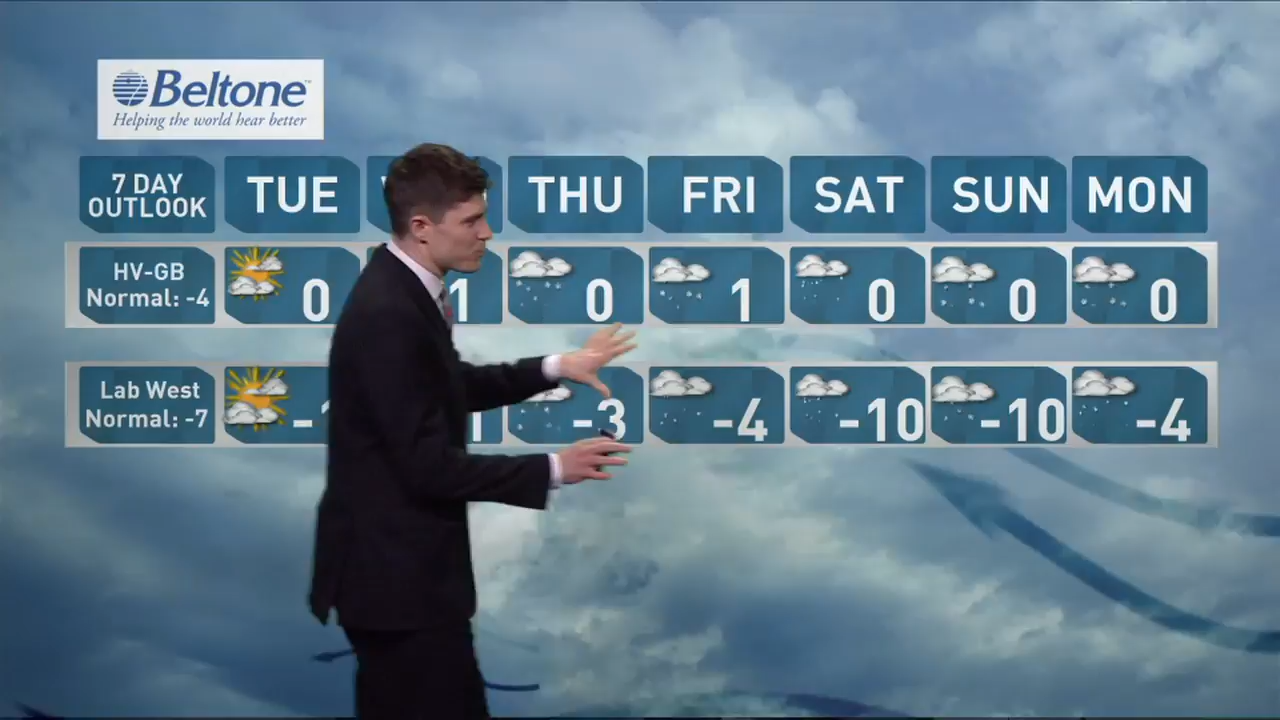 Beltone™
Helping the world hear better
7 DAY
OUTLOOK
TUE
THU
FRI
SAT
SUN
MON
HV-GB
Normal: -4
0
1
0
1
0
0
0
Lab West
Normal: -7
-3
-4
-10
-10
-4